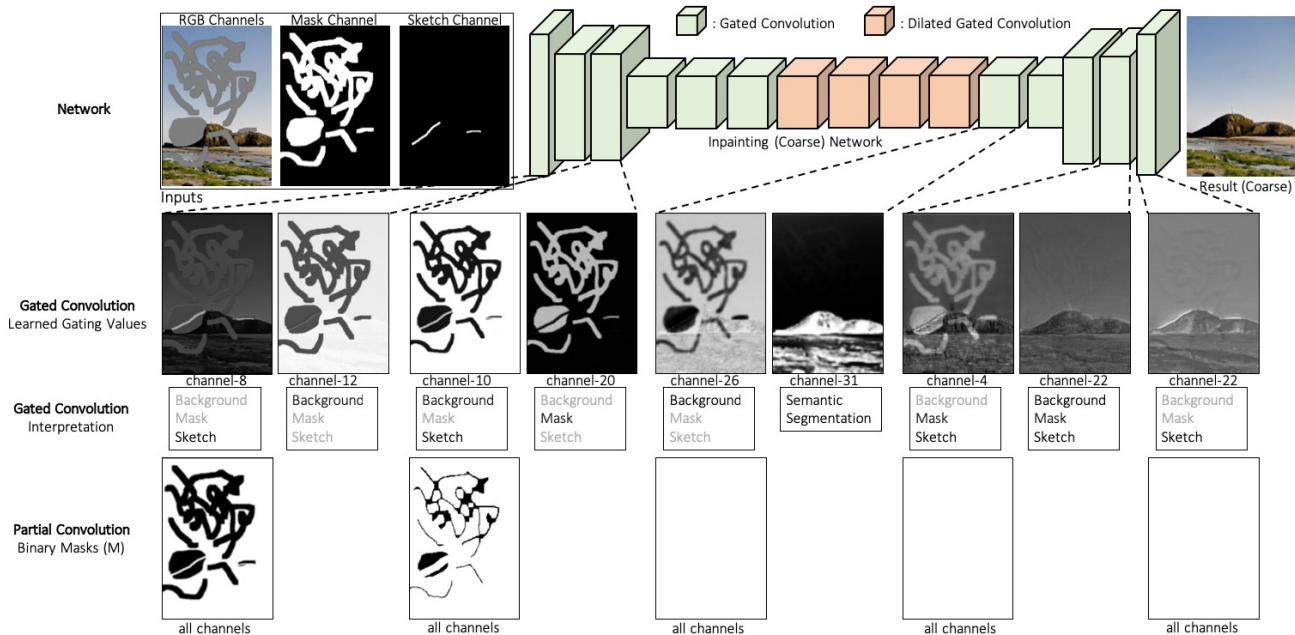 RGB Channels Mask Channel Sketch Channel
: Gated Convolution : Dilated Gated Convolution
Network
Inpainting (Coarse) Network
Inputs
Result (Coarse)
Gated Convolution
Learned Gating Values
channel-8 channel-12 channel-10 channel-20 channel-26 channel-31 channel-4 channel-22 channel-22
Gated Convolution
Interpretation
Background Background Background Background Background Semantic Background Background Background
Mask Mask Mask Mask Mask Segmentation Mask Mask Mask
Sketch Sketch Sketch Sketch Sketch Sketch Sketch Sketch
Partial Convolution
Binary Masks (M)
all channels all channels all channels all channels all channels